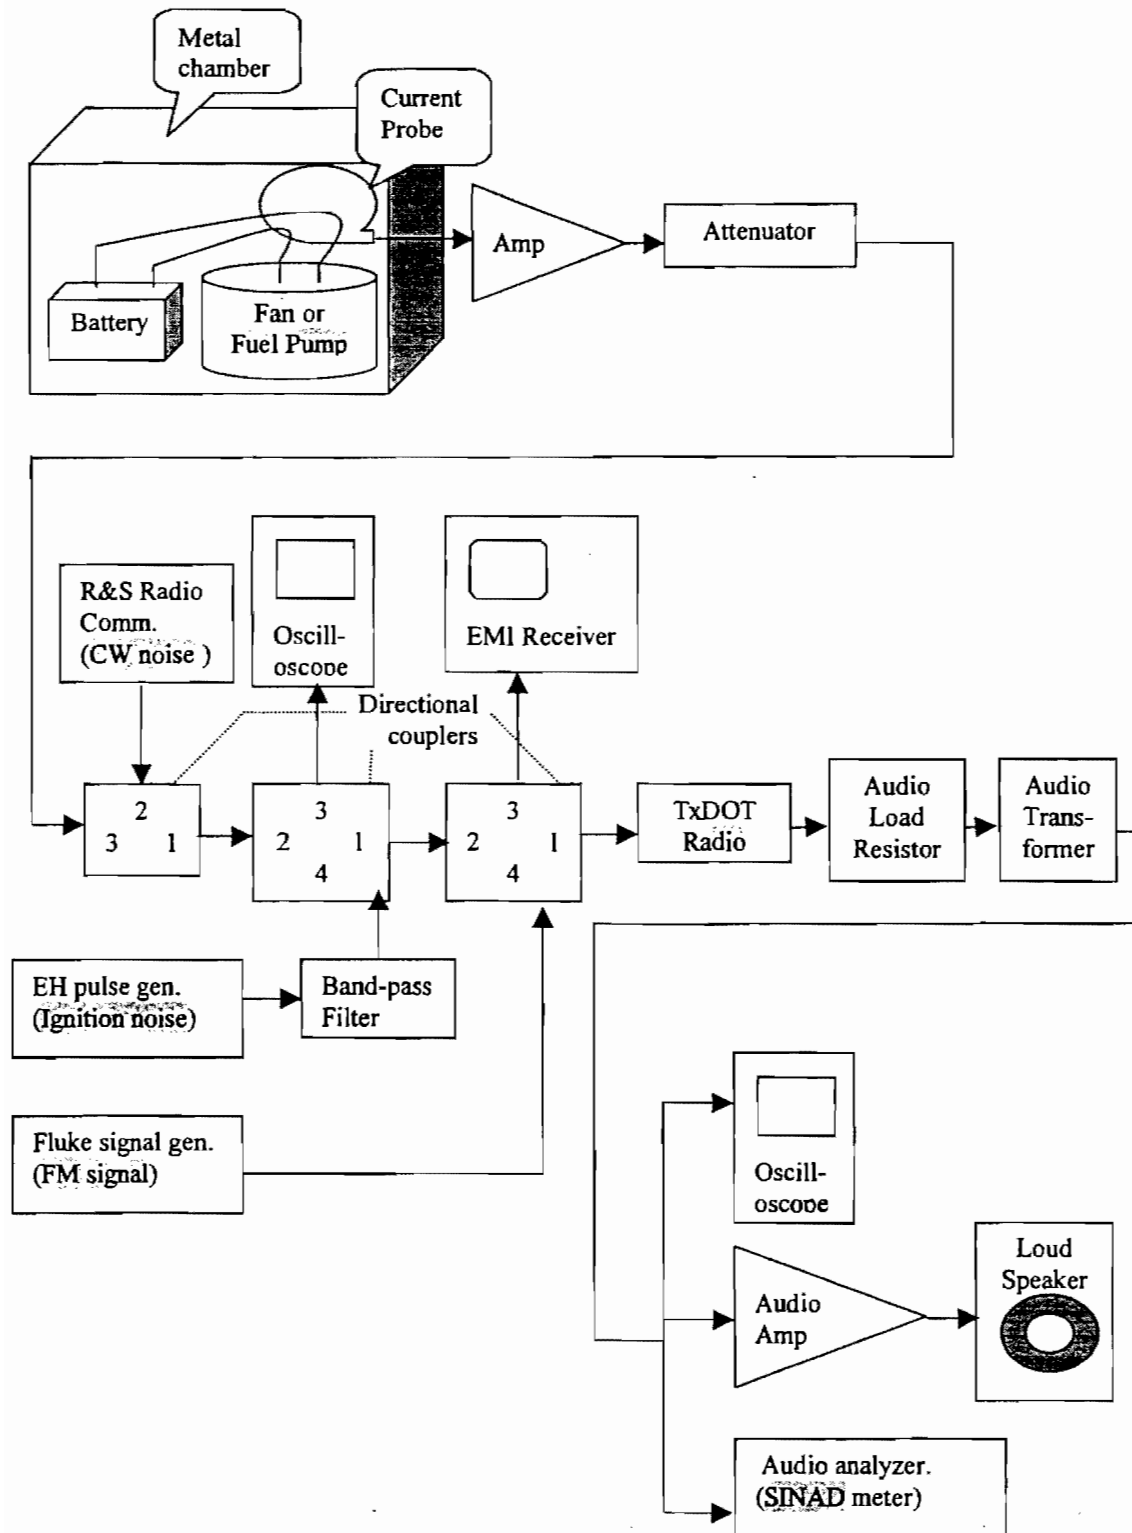 Metal
chamber
Current
Probe
Amp
Attenuator
Battery
Fan or
Fuel Pump
R&S Radio
Comm.
(CW noise )
Oscill-
oscope
EMI Receiver
Directional
couplers
2
3 1
3
2 1
4
3
2 1
4
TxDOT
Radio
Audio
Load
Resistor
Audio
Trans-
former
EH pulse gen.
(Ignition noise)
Band-pass
Filter
Fluke signal gen.
(FM signal)
Oscill-
oscope
Audio
Amp
Loud
Speaker
Audio analyzer.
(SINAD meter)